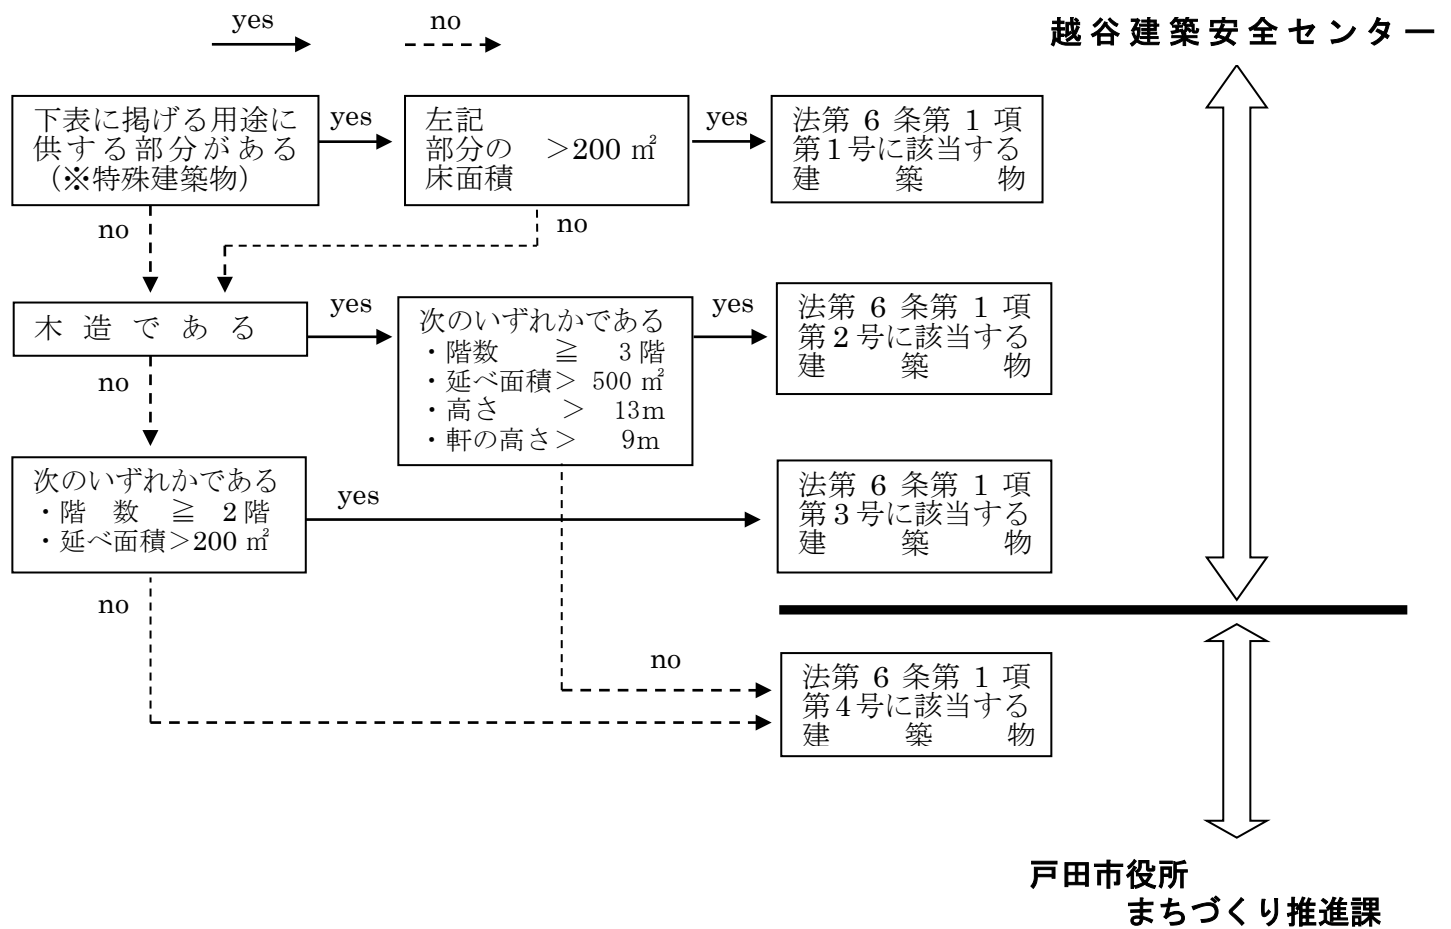 yes
no
越谷建築安全センター
下表に掲げる用途に
供する部分がある
（※特殊建築物）
yes
左記
部分の　＞200 ㎡
床面積
yes
法第 6 条第 1 項
第1号に該当する
建築物
no
no
木造である
yes
次のいずれかである
・階数　≧　3階
・延べ面積＞ 500 ㎡
・高さ　＞　13m
・軒の高さ＞　9m
yes
法第 6 条第 1 項
第2号に該当する
建築物
no
次のいずれかである
・階数　≧　2階
・延べ面積＞200 ㎡
yes
法第 6 条第 1 項
第3号に該当する
建築物
no
no
法第 6 条第 1 項
第4号に該当する
建築物
戸田市役所
まちづくり推進課